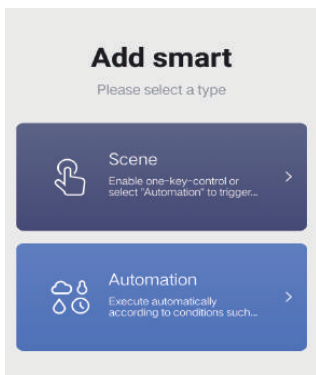 Add smart
Please select a type
Scene
Enable one-key-control or
select "Automation" to trigger...
Automation
Execute automatically
according to conditions such...